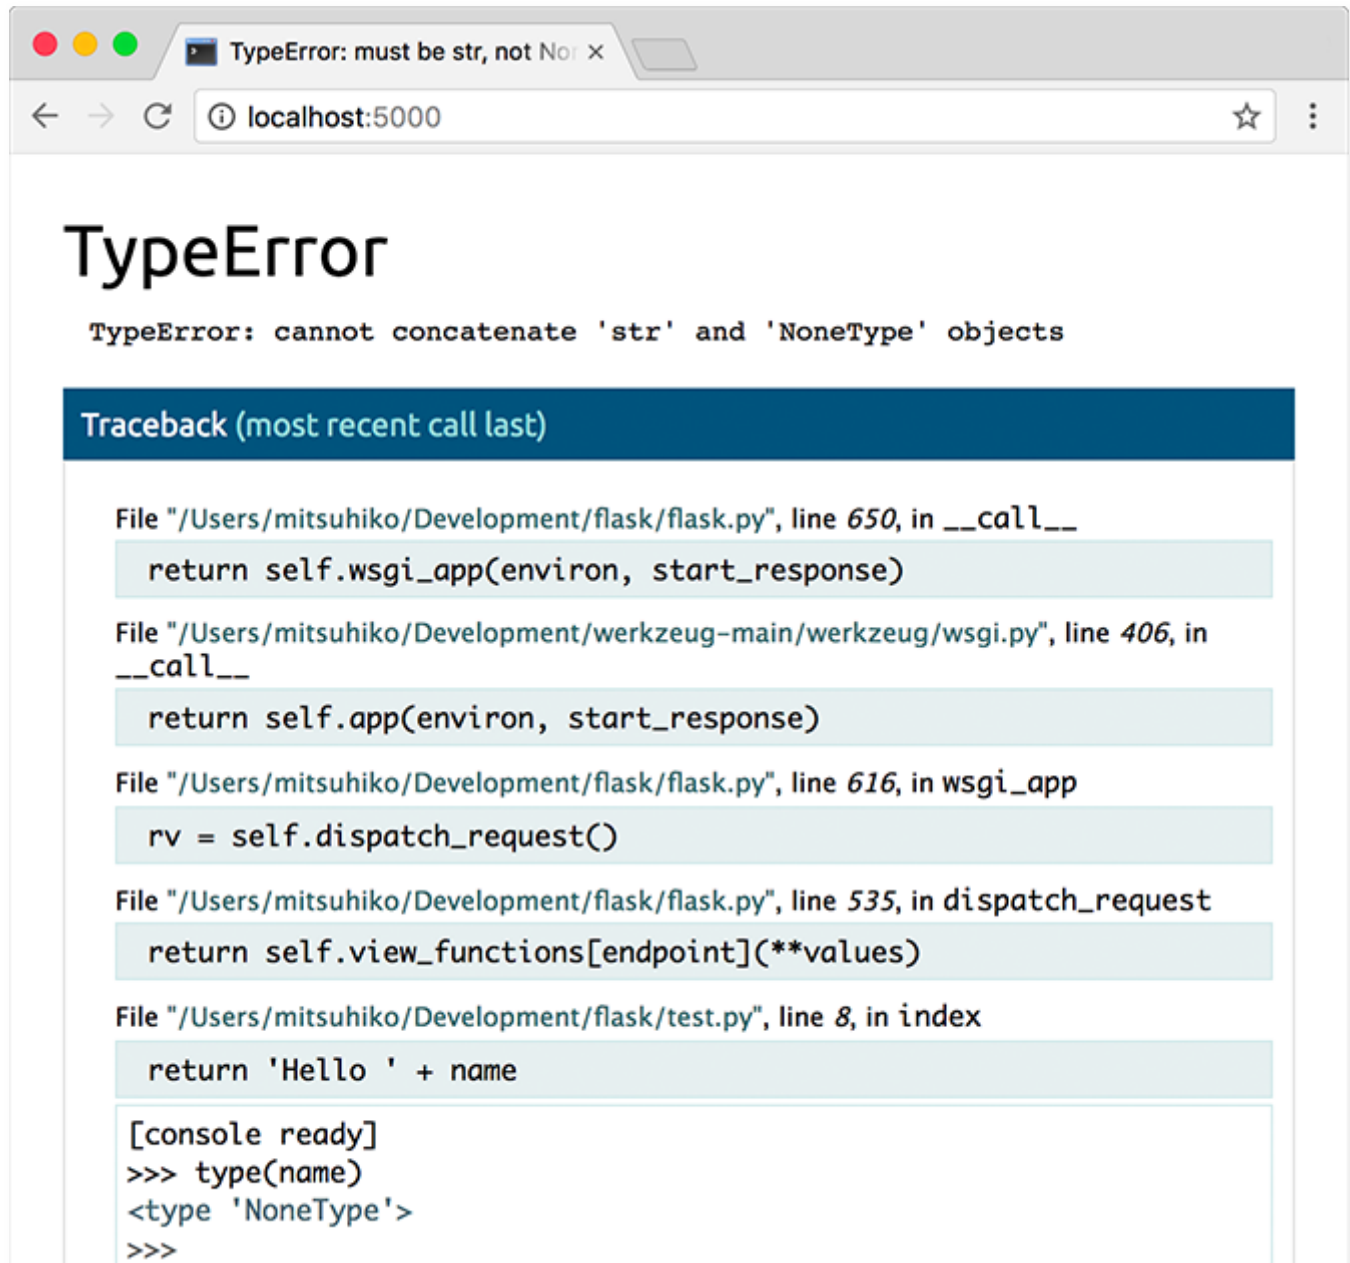 TypeError: must be str, not Non
localhost:5000
TypeError
TypeError: cannot concatenate 'str' and 'NoneType' objects
Traceback (most recent call last)
File "/Users/mitsuhiko/Development/flask/flask.py", line 650, in __call__
return self.wsgi_app(environ, start_response)
File "/Users/mitsuhiko/Development/werkzeug-main/werkzeug/wsgi.py", line 406, in
__call__
return self.app(environ, start_response)
File "/Users/mitsuhiko/Development/flask/flask.py", line 616, in wsgi_app
rv = self.dispatch_request()
File "/Users/mitsuhiko/Development/flask/flask.py", line 535, in dispatch_request
return self.view_functions[endpoint](**values)
File "/Users/mitsuhiko/Development/flask/test.py", line 8, in index
return 'Hello ' + name
[console ready]
>>> type(name)
<type 'NoneType'>
>>>